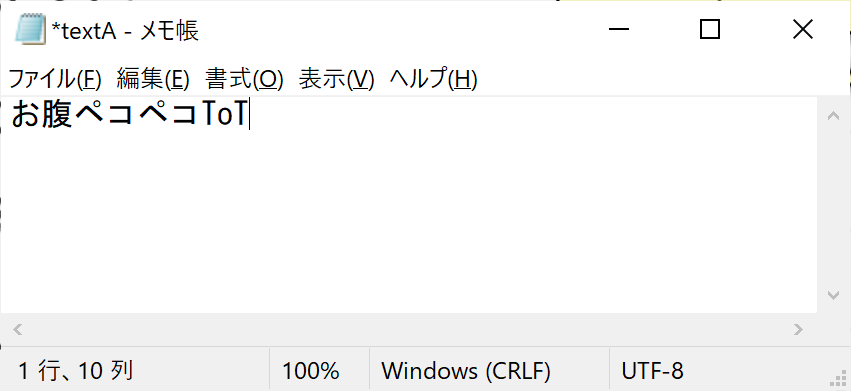 *textA - メモ帳
ファイル(F) 編集(E) 書式(O) 表示(V) ヘルプ(H)
お腹ペコペコToT
1 行、10 列 100% Windows (CRLF) UTF-8